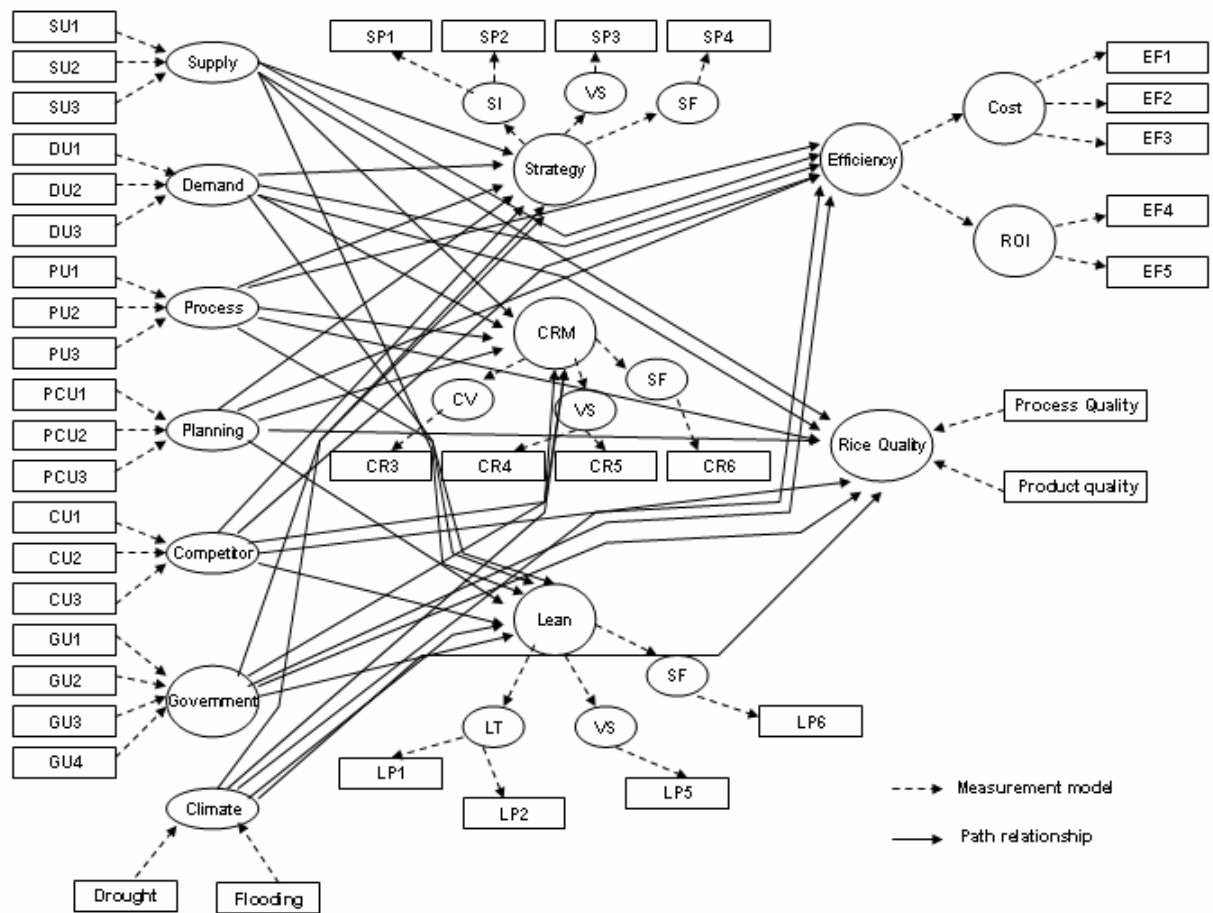 SU1
SU2
SU3
DU1
DU2
DU3
PU1
PU2
PU3
PCU1
PCU2
PCU3
CU1
CU2
CU3
GU1
GU2
GU3
GU4
Supply
Demand
Process
Planning
Competitor
Government
Climate
Drought
Flooding
SP1
SP2
SP3
SP4
SI
VS
SF
Strategy
CRM
CV
VS
SF
CR3
CR4
CR5
CR6
Lean
LT
VS
SF
LP1
LP2
LP5
LP6
Efficiency
Cost
ROI
EF1
EF2
EF3
EF4
EF5
Rice Quality
Process Quality
Product quality
Measurement model
Path relationship